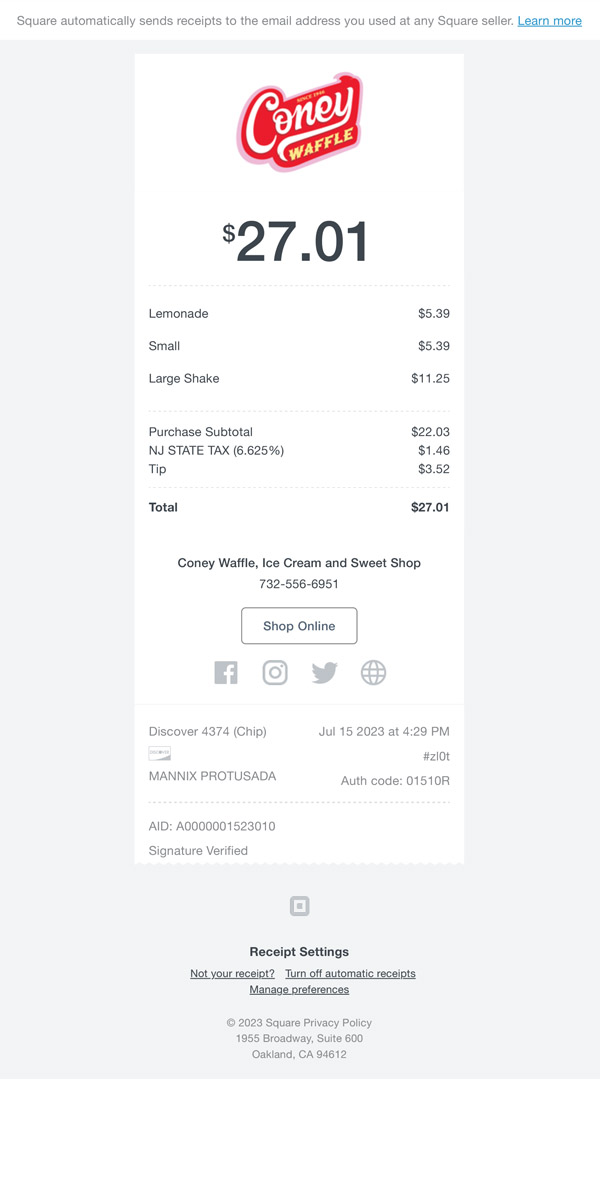 Square automatically sends receipts to the email address you used at any Square seller. Learn more
SINCE 1986
Coney
WAFFLE
$27.01
Lemonade $5.39
Small $5.39
Large Shake $11.25
Purchase Subtotal $22.03
NJ STATE TAX (6.625%) $1.46
Tip $3.52
Total $27.01
Coney Waffle, Ice Cream and Sweet Shop
732-556-6951
Shop Online
Discover 4374 (Chip) Jul 15 2023 at 4:29 PM
DISCOVER #zl0t
MANNIX PROTUSADA Auth code: 01510R
AID: A0000001523010
Signature Verified
Receipt Settings
Not your receipt? Turn off automatic receipts
Manage preferences
© 2023 Square Privacy Policy
1955 Broadway, Suite 600
Oakland, CA 94612